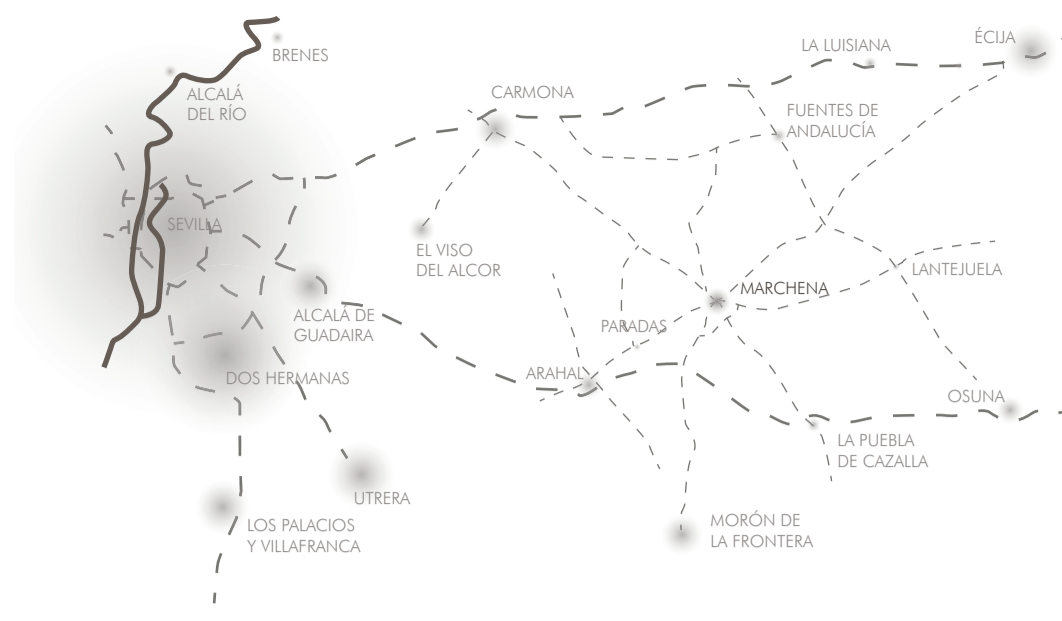 ÉCIJA
LA LUISIANA
BRENES
ALCALÁ
DEL RÍO
CARMONA
FUENTES DE
ANDALUCÍA
SEVILLA
EL VISO
DEL ALCOR
LANTEJUELA
MARCHENA
ALCALÁ DE
GUADAIRA
PARADAS
DOS HERMANAS
ARAHAL
OSUNA
LA PUEBLA
DE CAZALLA
UTRERA
LOS PALACIOS
Y VILLAFRANCA
MORÓN DE
LA FRONTERA